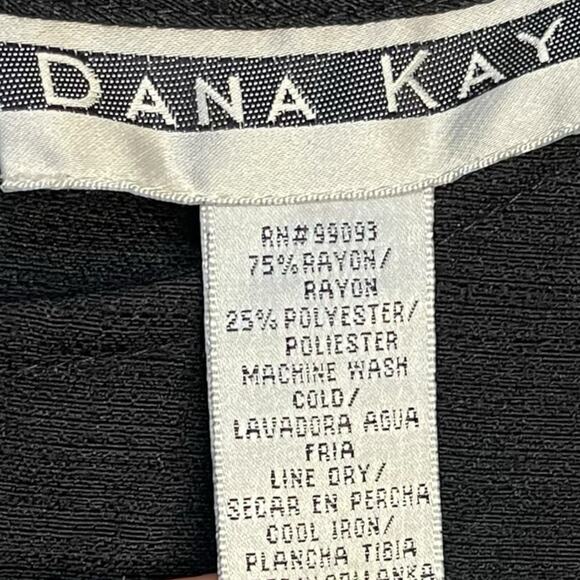 DANA KAY
RN#99093
75% RAYON/
RAYON
25% POLYESTER/
POLIESTER
MACHINE WASH
COLD/
LAVADORA AGUA
FRIA
LINE DRY/
SECAR EN PERCHA
COOL IRON/
PLANCHA TIBIA